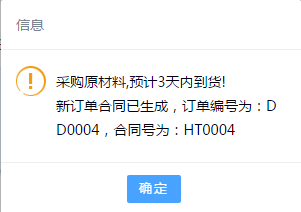 信息
采购原材料,预计3天内到货!
新订单合同已生成，订单编号为：D
D0004，合同号为：HT0004
确定